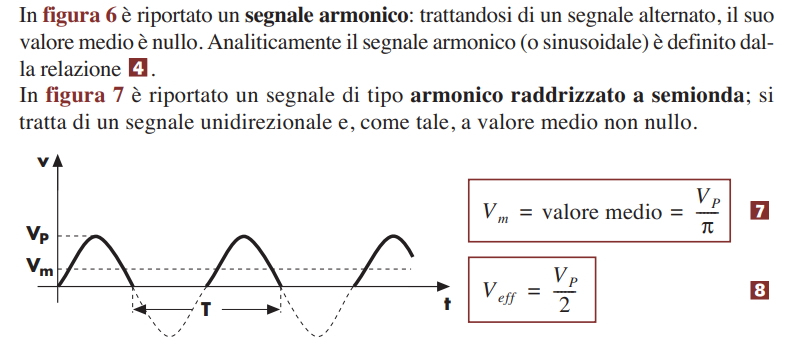 In figura 6 è riportato un segnale armonico: trattandosi di un segnale alternato, il suo
valore medio è nullo. Analiticamente il segnale armonico (o sinusoidale) è definito dal-
la relazione 4.
In figura 7 è riportato un segnale di tipo armonico raddrizzato a semionda; si
tratta di un segnale unidirezionale e, come tale, a valore medio non nullo.
v
VP
Vm
T
t
Vm = valore medio = VP/π 7
Veff = VP/2 8